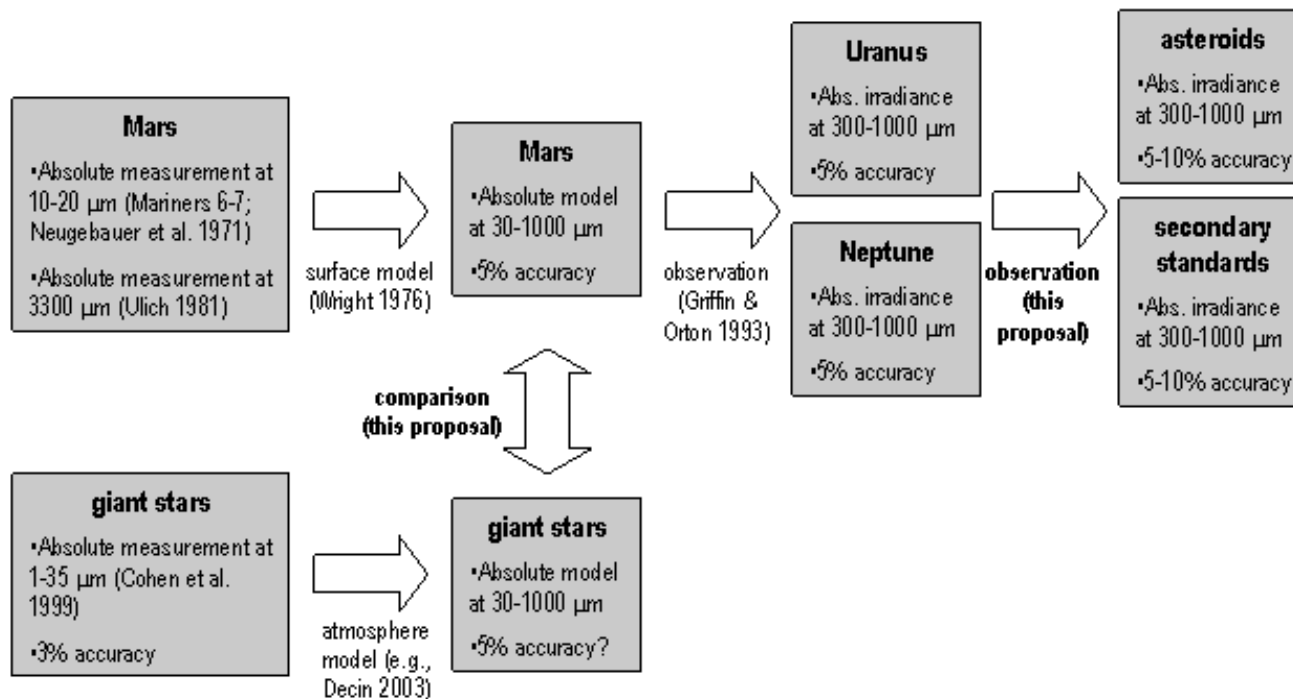 Mars
•Absolute measurement at
10-20 µm (Mariners 6-7;
Neugebauer et al. 1971)
•Absolute measurement at
3300 µm (Ulich 1981)
surface model
(Wright 1976)
Mars
•Absolute model
at 30-1000 µm
•5% accuracy
observation
(Griffin &
Orton 1993)
Uranus
•Abs. irradiance
at 300-1000 µm
•5% accuracy
Neptune
•Abs. irradiance
at 300-1000 µm
•5% accuracy
observation
(this
proposal)
asteroids
•Abs. irradiance
at 300-1000 µm
•5-10% accuracy
secondary
standards
•Abs. irradiance
at 300-1000 µm
•5-10% accuracy
comparison
(this proposal)
giant stars
•Absolute measurement at
1-35 µm (Cohen et al.
1999)
•3% accuracy
atmosphere
model (e.g.,
Decin 2003)
giant stars
•Absolute model
at 30-1000 µm
•5% accuracy?